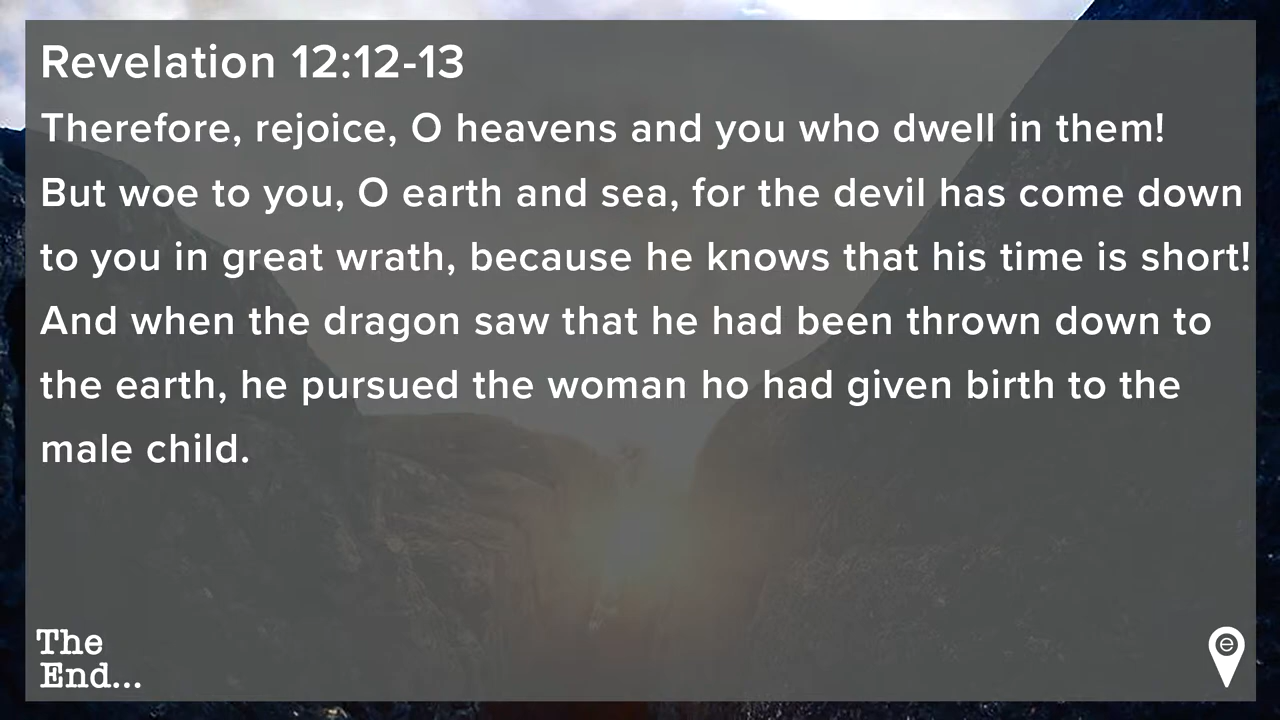 Revelation 12:12-13
Therefore, rejoice, O heavens and you who dwell in them!
But woe to you, O earth and sea, for the devil has come down
to you in great wrath, because he knows that his time is short!
And when the dragon saw that he had been thrown down to
the earth, he pursued the woman ho had given birth to the
male child.
The
End...
e